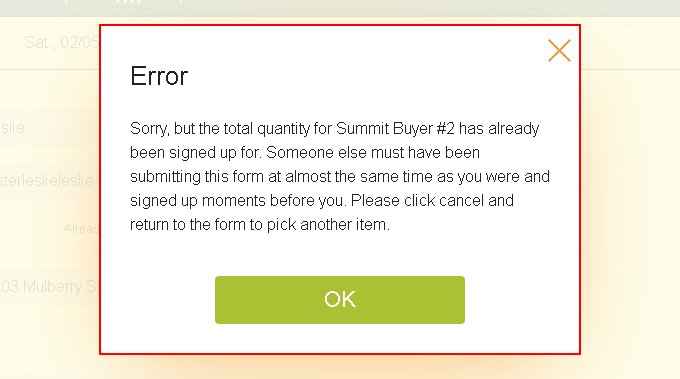 Sat., 02/05
Error
Sorry, but the total quantity for Summit Buyer #2 has already
been signed up for. Someone else must have been
submitting this form at almost the same time as you were and
signed up moments before you. Please click cancel and
return to the form to pick another item.
slie
sterleslieleslie
Alread
03 Mulberry S
OK